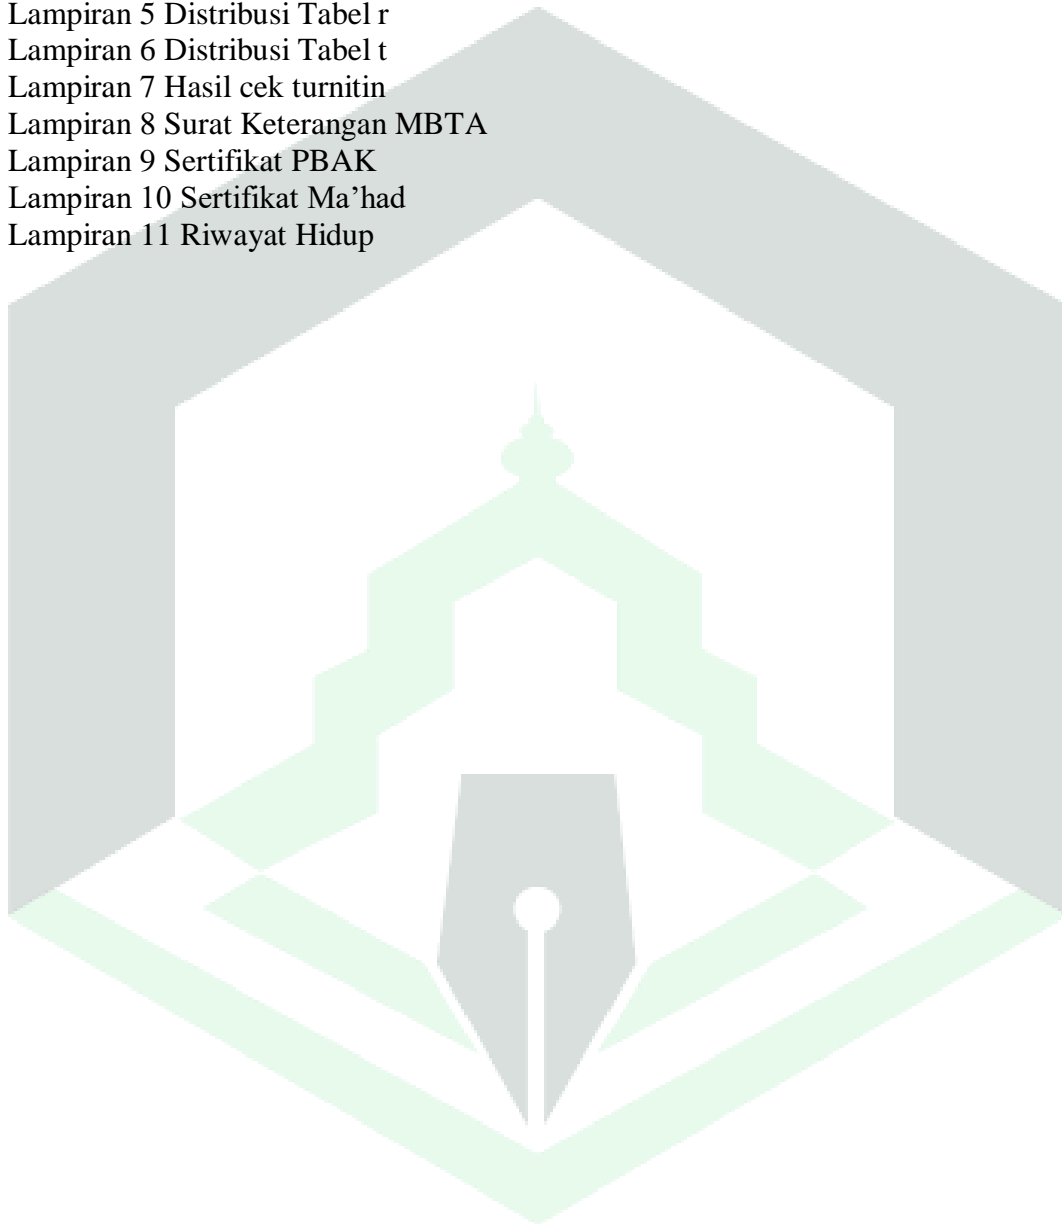 Lampiran 5 Distribusi Tabel r
Lampiran 6 Distribusi Tabel t
Lampiran 7 Hasil cek turnitin
Lampiran 8 Surat Keterangan MBTA
Lampiran 9 Sertifikat PBAK
Lampiran 10 Sertifikat Ma’had
Lampiran 11 Riwayat Hidup